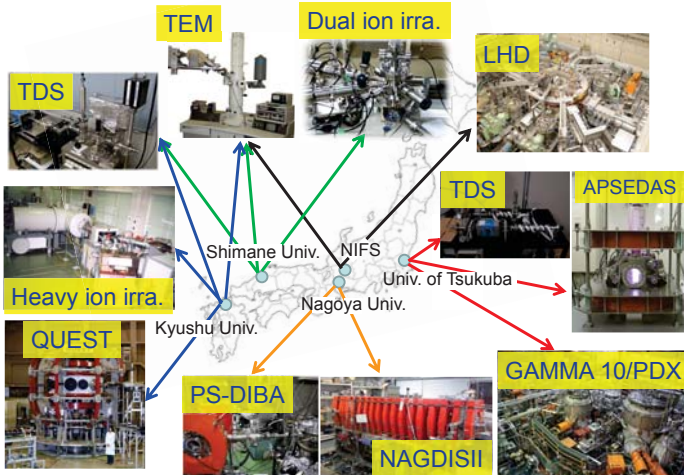 TEM
Dual ion irra.
LHD
TDS
TDS
APSEDAS
Shimane Univ.
NIFS
Univ. of Tsukuba
Heavy ion irra.
Nagoya Univ.
Kyushu Univ.
QUEST
GAMMA 10/PDX
PS-DIBA
NAGDISII